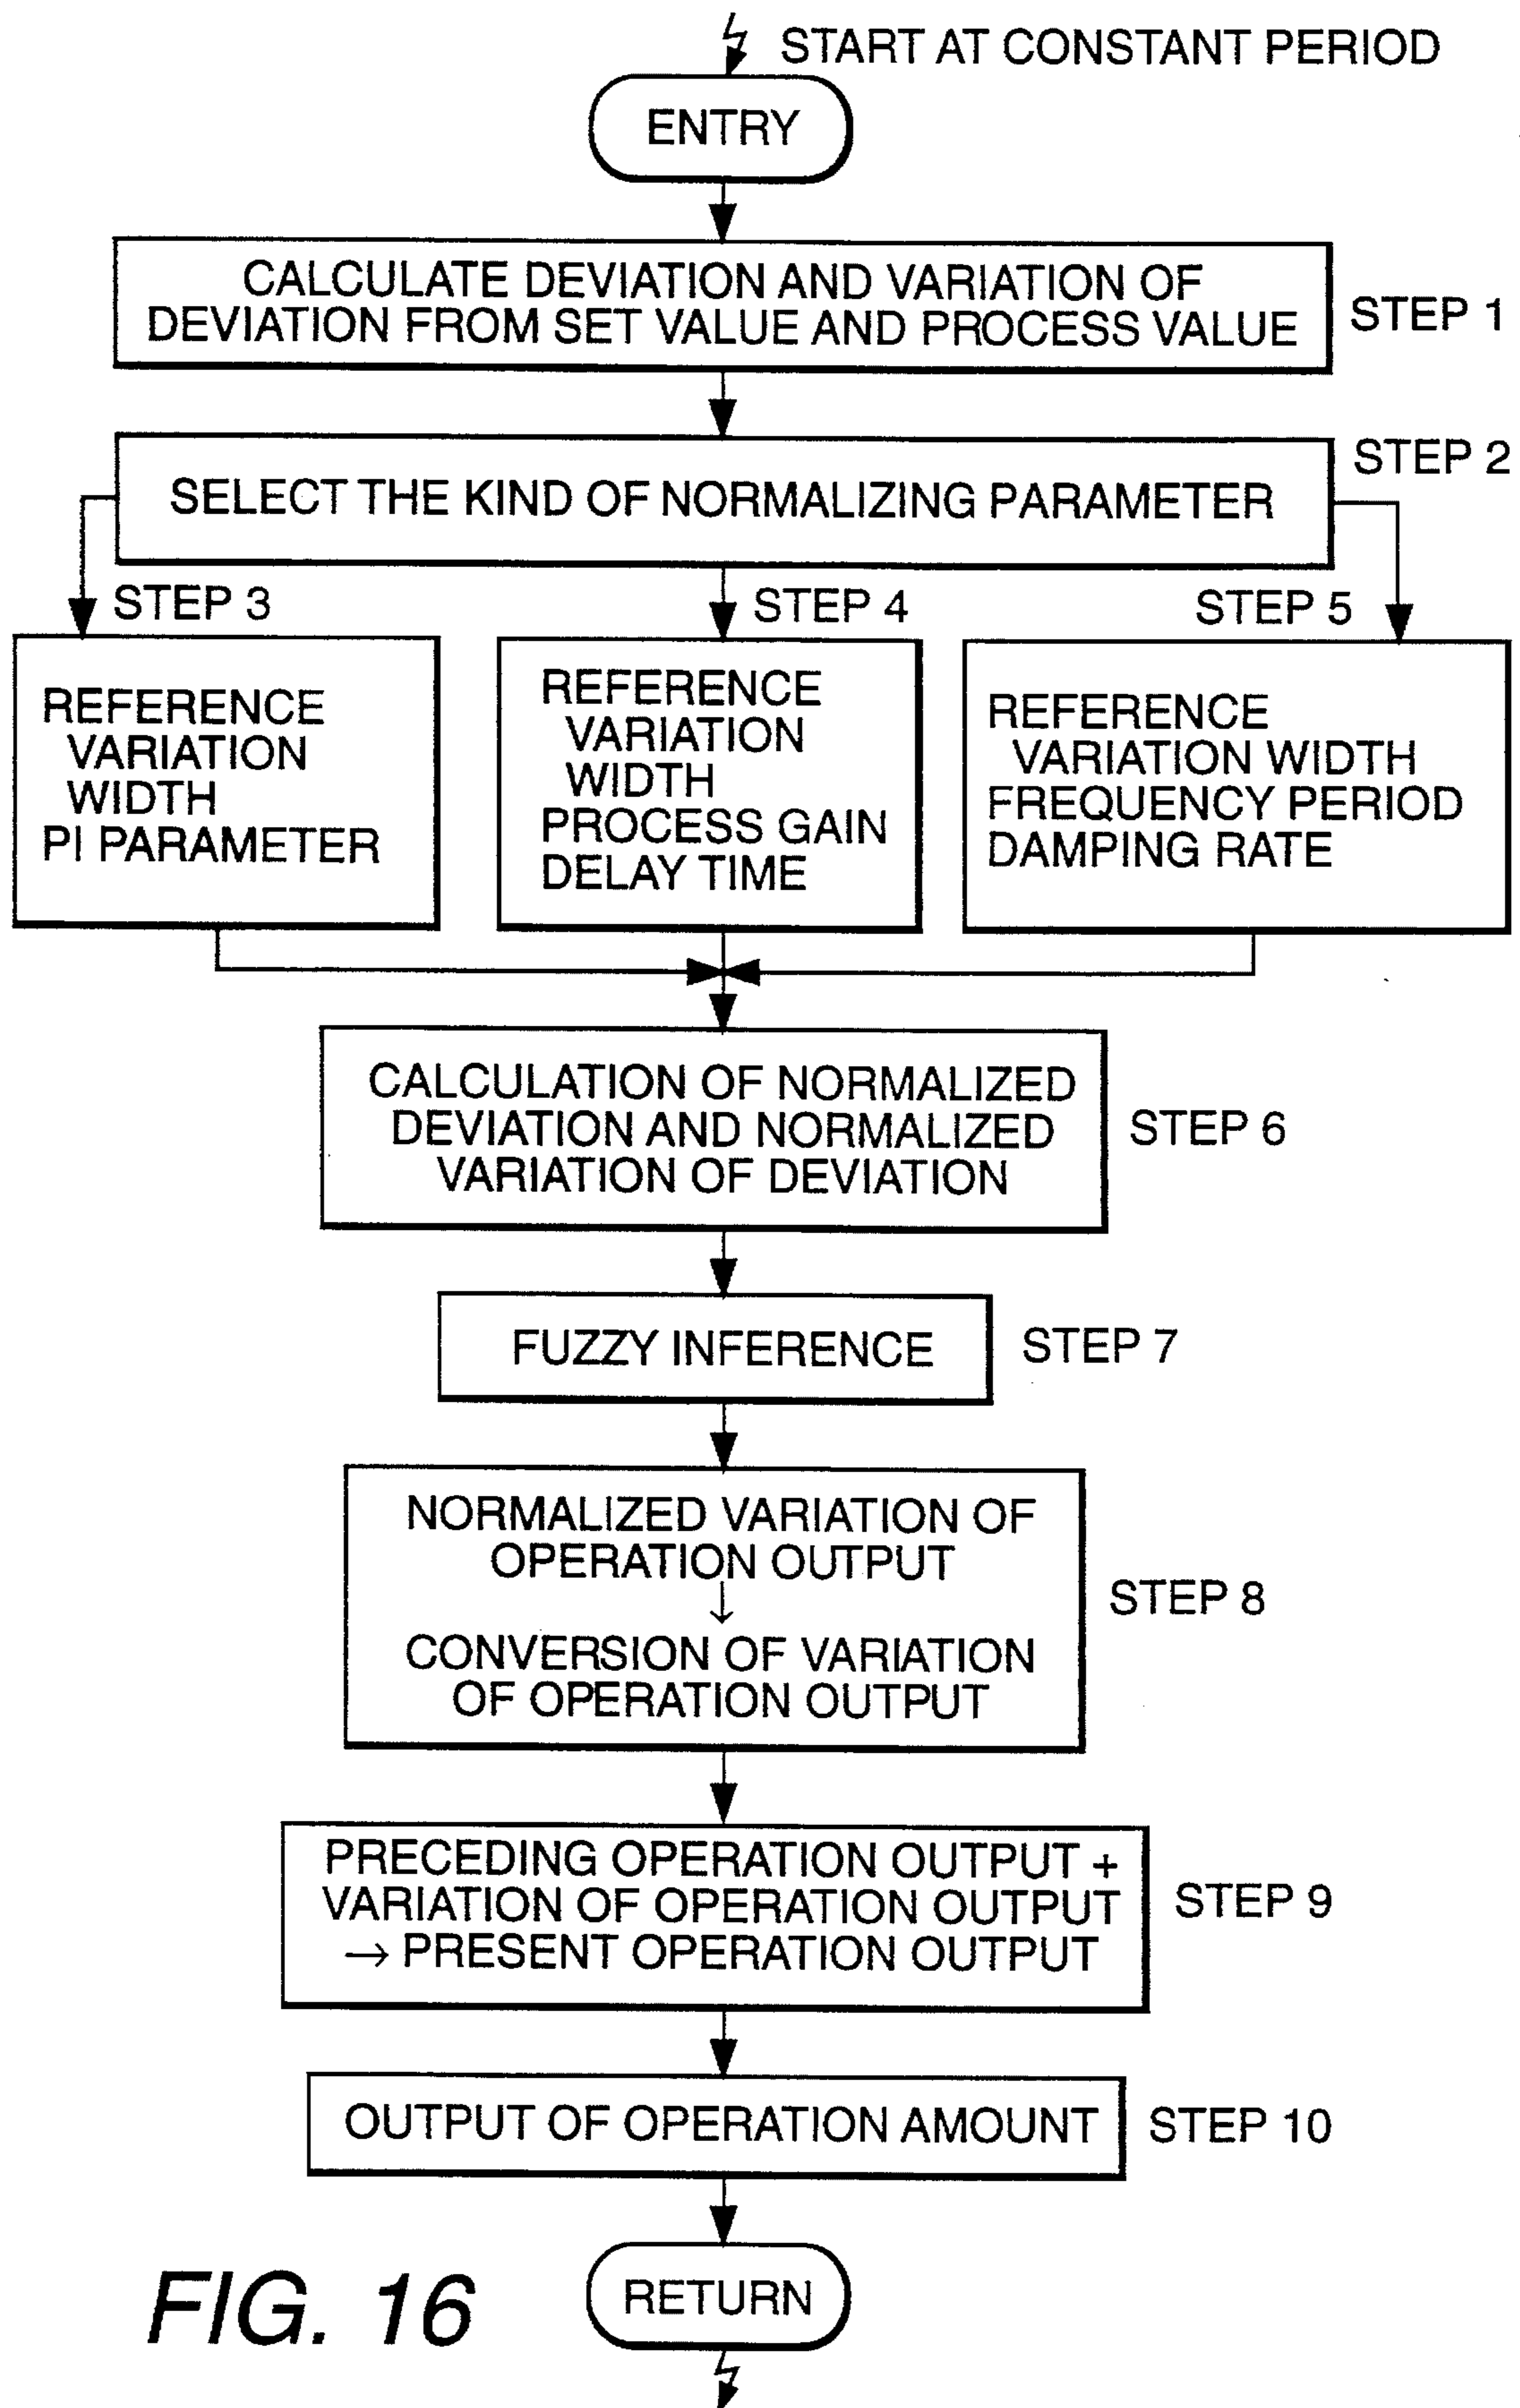 START AT CONSTANT PERIOD
ENTRY
CALCULATE DEVIATION AND VARIATION OF
DEVIATION FROM SET VALUE AND PROCESS VALUE
STEP 1
STEP 2
SELECT THE KIND OF NORMALIZING PARAMETER
STEP 3
REFERENCE
VARIATION
WIDTH
PI PARAMETER
STEP 4
REFERENCE
VARIATION
WIDTH
PROCESS GAIN
DELAY TIME
STEP 5
REFERENCE
VARIATION WIDTH
FREQUENCY PERIOD
DAMPING RATE
CALCULATION OF NORMALIZED
DEVIATION AND NORMALIZED
VARIATION OF DEVIATION
STEP 6
FUZZY INFERENCE
STEP 7
NORMALIZED VARIATION OF
OPERATION OUTPUT
↓
CONVERSION OF VARIATION
OF OPERATION OUTPUT
STEP 8
PRECEDING OPERATION OUTPUT +
VARIATION OF OPERATION OUTPUT
→ PRESENT OPERATION OUTPUT
STEP 9
OUTPUT OF OPERATION AMOUNT
STEP 10
RETURN
FIG. 16